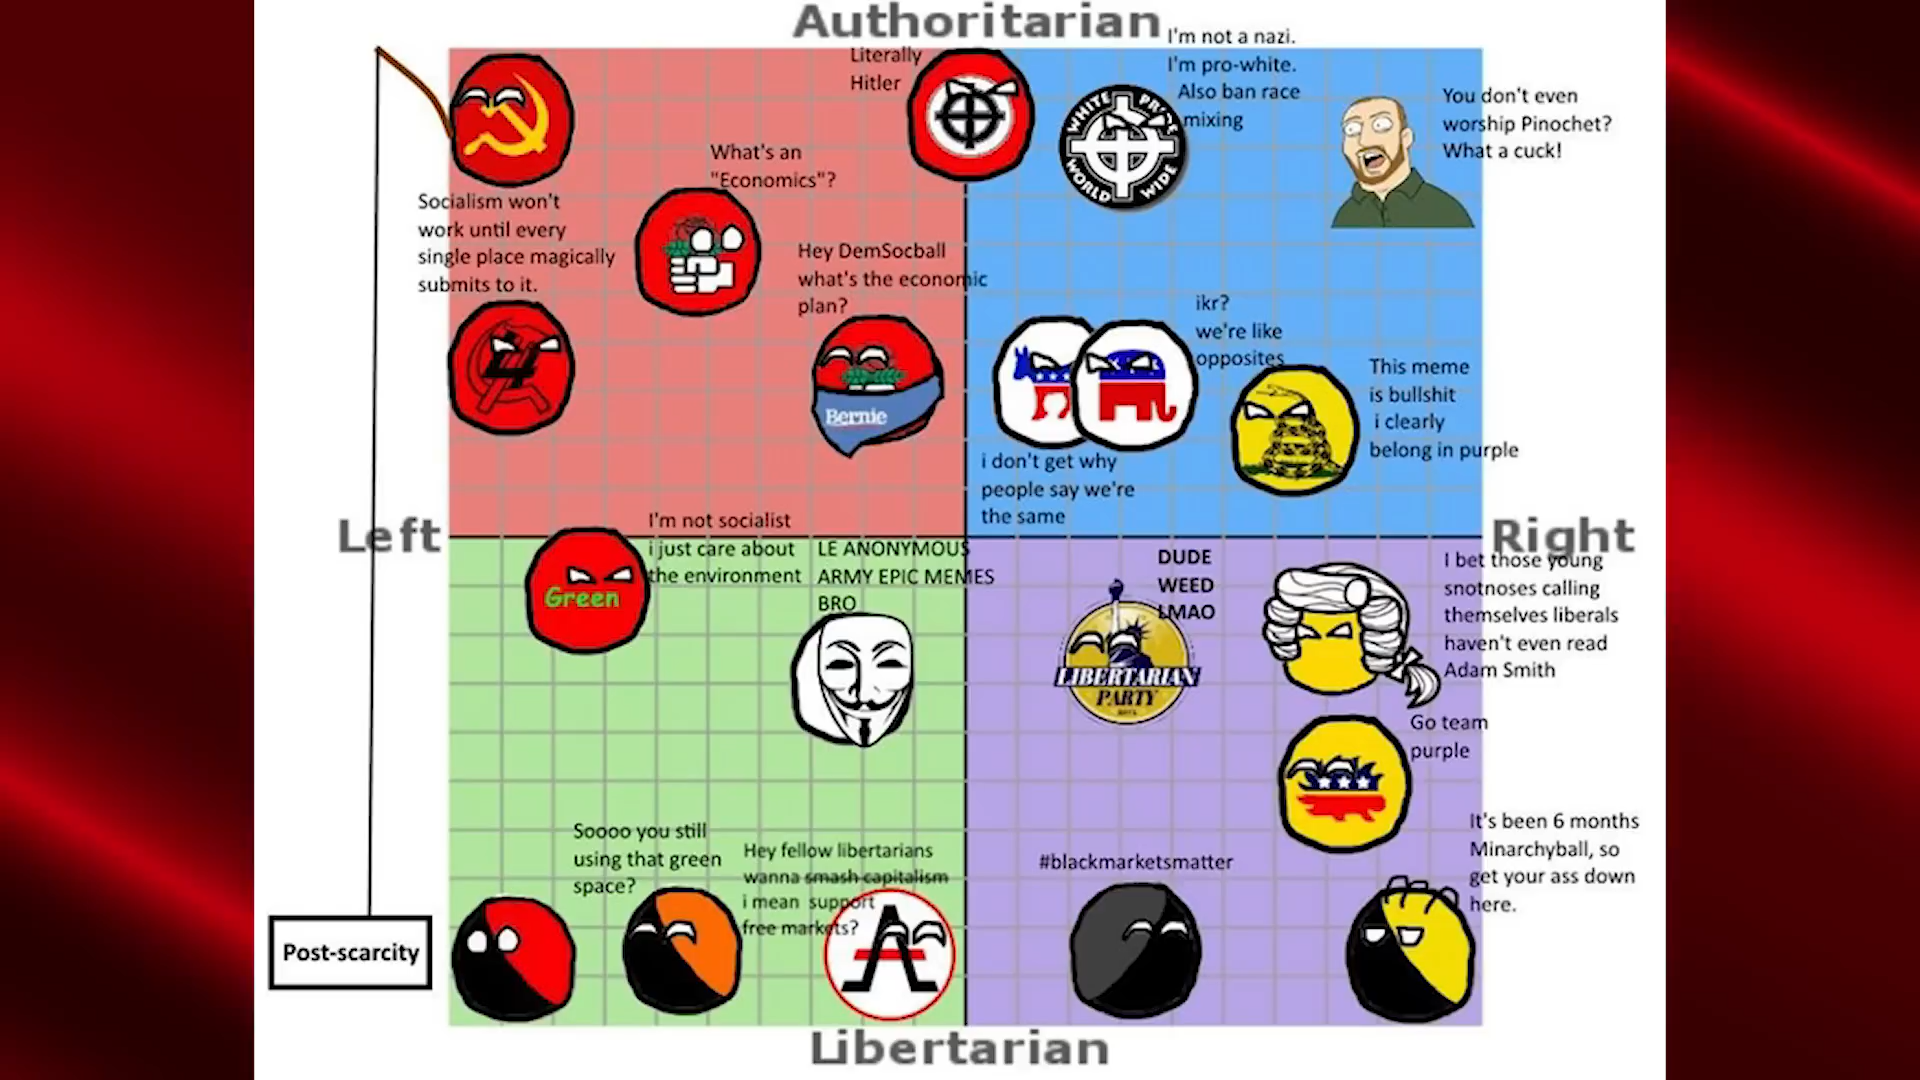 Authoritarian
Literally
Hitler
I'm not a nazi.
I'm pro-white.
Also ban race
mixing
WHITE PRIDE
WORLD WIDE
You don't even
worship Pinochet?
What a cuck!
What's an
"Economics"?
Socialism won't
work until every
single place magically
submits to it.
Hey DemSocball
what's the economic
plan?
Bernie
ikr?
we're like
opposites
i don't get why
people say we're
the same
This meme
is bullshit
i clearly
belong in purple
Left
Right
I'm not socialist
i just care about
the environment
Green
LE ANONYMOUS
ARMY EPIC MEMES
BRO
DUDE
WEED
LMAO
LIBERTARIAN
PARTY
I bet those young
snotnoses calling
themselves liberals
haven't even read
Adam Smith
Go team
purple
Soooo you still
using that green
space?
Hey fellow libertarians
wanna smash capitalism
i mean support
free markets?
#blackmarketsmatter
It's been 6 months
Minarchyball, so
get your ass down
here.
Post-scarcity
Libertarian